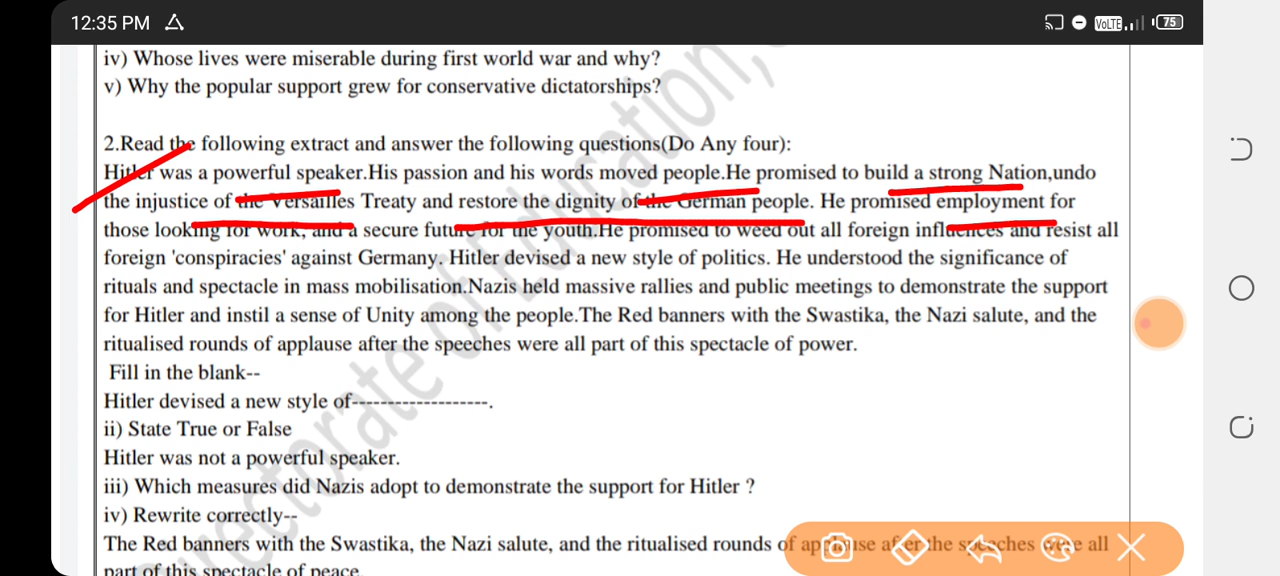 12:35 PM
VoLTE 75
iv) Whose lives were miserable during first world war and why?
v) Why the popular support grew for conservative dictatorships?
2.Read the following extract and answer the following questions(Do Any four):
Hitler was a powerful speaker.His passion and his words moved people.He promised to build a strong Nation,undo
the injustice of the Versailles Treaty and restore the dignity of the German people. He promised employment for
those looking for work, and a secure future for the youth.He promised to weed out all foreign influences and resist all
foreign 'conspiracies' against Germany. Hitler devised a new style of politics. He understood the significance of
rituals and spectacle in mass mobilisation.Nazis held massive rallies and public meetings to demonstrate the support
for Hitler and instil a sense of Unity among the people.The Red banners with the Swastika, the Nazi salute, and the
ritualised rounds of applause after the speeches were all part of this spectacle of power.
Fill in the blank--
Hitler devised a new style of-------------------.
ii) State True or False
Hitler was not a powerful speaker.
iii) Which measures did Nazis adopt to demonstrate the support for Hitler ?
iv) Rewrite correctly--
The Red banners with the Swastika, the Nazi salute, and the ritualised rounds of applause after the speeches were all
part of this spectacle of peace.
Directorate of Education,